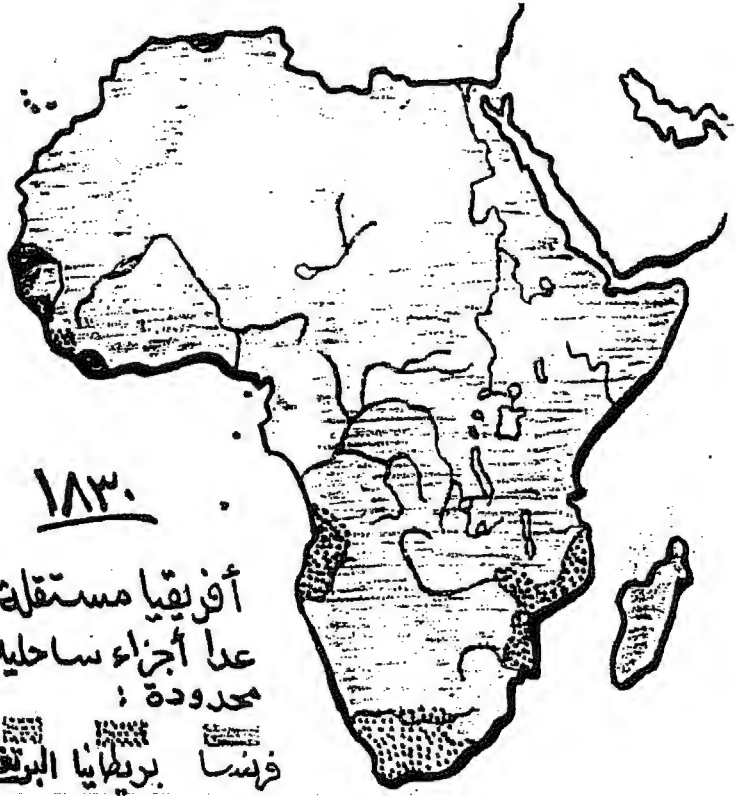 ١٨٣٠
أفريقيا مستقلة
عدا أجزاء ساحلية
محدودة :
فرنسا بريطانيا